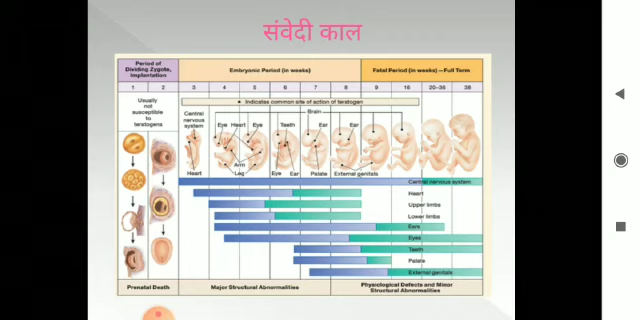 संवेदी काल
Period of
Dividing Zygote,
Implantation
Embryonic Period (in weeks)
Fetal Period (in weeks)—Full Term
1 2 3 4 5 6 7 8 9 16 20–36 38
Usually
not
susceptible
to
teratogens
• Indicates common site of action of teratogen
Central
nervous
system
Brain
Eye Heart Eye Teeth Ear Ear
Arm
Heart Leg Eye Ear Palate External genitals
Central nervous system
Heart
Upper limbs
Lower limbs
Ears
Eyes
Teeth
Palate
External genitals
Prenatal Death
Major Structural Abnormalities
Physiological Defects and Minor
Structural Abnormalities